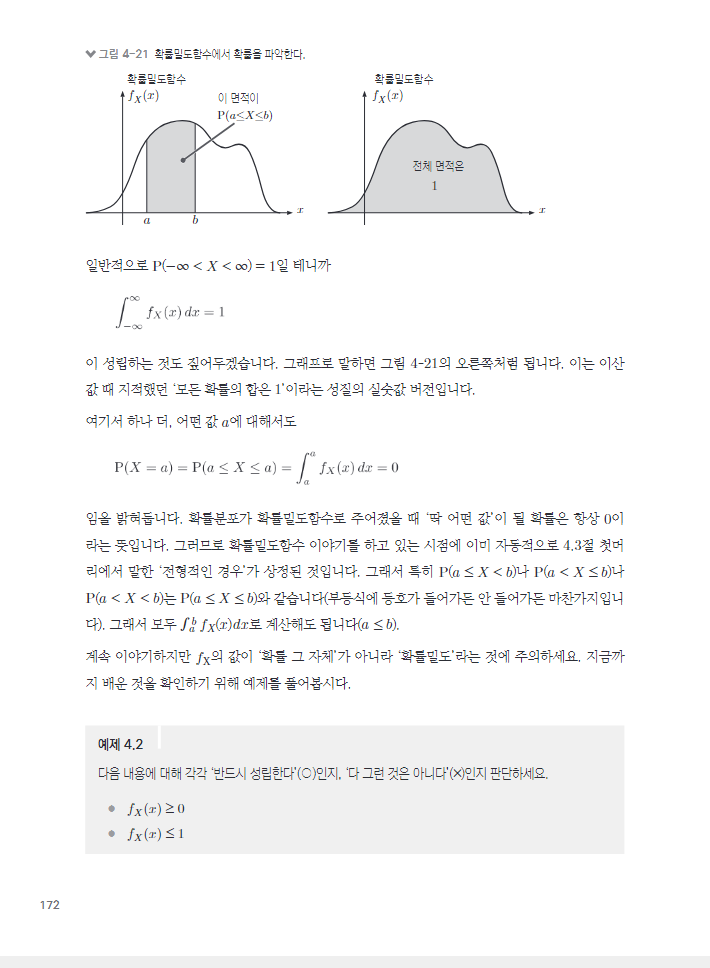 그림 4-21 확률밀도함수에서 확률을 파악한다.
확률밀도함수
f_X(x)
이 면적이
P(a≤X≤b)
x
a
b
확률밀도함수
f_X(x)
전체 면적은
1
x
일반적으로 P(−∞ < X < ∞) = 1일 테니까
∫_{−∞}^{∞} f_X(x) dx = 1
이 성립하는 것도 짚어두겠습니다. 그래프로 말하면 그림 4-21의 오른쪽처럼 됩니다. 이는 이산
값 때 지적했던 ‘모든 확률의 합은 1’이라는 성질의 실숫값 버전입니다.
여기서 하나 더, 어떤 값 a에 대해서도
P(X = a) = P(a ≤ X ≤ a) = ∫_a^a f_X(x) dx = 0
임을 밝혀둡니다. 확률분포가 확률밀도함수로 주어졌을 때 ‘딱 어떤 값’이 될 확률은 항상 0이
라는 뜻입니다. 그러므로 확률밀도함수 이야기를 하고 있는 시점에 이미 자동적으로 4.3절 첫머
리에서 말한 ‘전형적인 경우’가 상정된 것입니다. 그래서 특히 P(a ≤ X < b)나 P(a < X ≤ b)나
P(a < X < b)는 P(a ≤ X ≤ b)와 같습니다(부등식에 등호가 들어가든 안 들어가든 마찬가지입니
다). 그래서 모두 ∫_a^b f_X(x)dx로 계산해도 됩니다(a ≤ b).
계속 이야기하지만 f_X의 값이 ‘확률 그 자체’가 아니라 ‘확률밀도’라는 것에 주의하세요. 지금까
지 배운 것을 확인하기 위해 예제를 풀어봅시다.
예제 4.2
다음 내용에 대해 각각 ‘반드시 성립한다’(○)인지, ‘다 그런 것은 아니다’(×)인지 판단하세요.
● f_X(x) ≥ 0
● f_X(x) ≤ 1
172